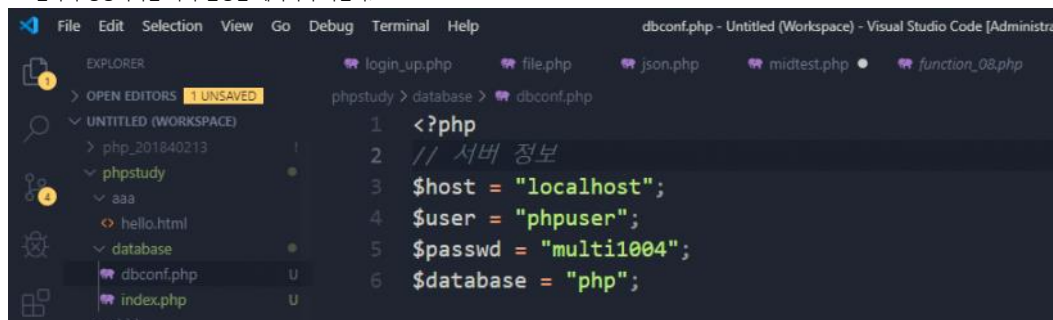 File Edit Selection View Go Debug Terminal Help dbconf.php - Untitled (Workspace) - Visual Studio Code
EXPLORER login_up.php file.php json.php midtest.php function_08.php
1
OPEN EDITORS 1 UNSAVED phpstudy > database > dbconf.php
UNTITLED (WORKSPACE) 1 <?php
php_201840213 ! 2 // 서버 정보
phpstudy 3 $host = "localhost";
4
aaa
hello.html 4 $user = "phpuser";
database 5 $passwd = "multi1004";
dbconf.php U 6 $database = "php";
index.php U